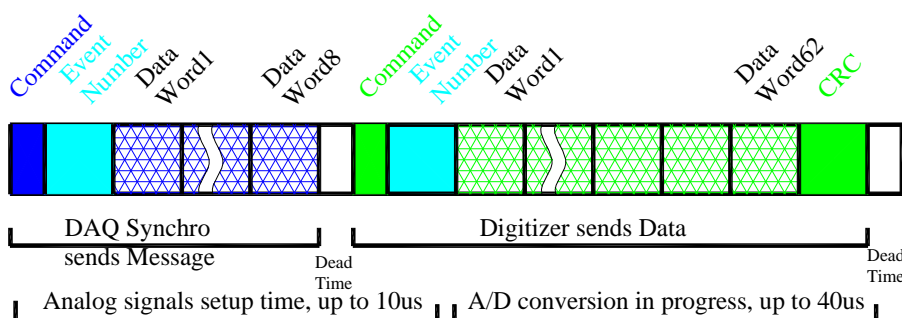 Command
Event
Number
Data
Word1
Data
Word8
Command
Event
Number
Data
Word1
Data
Word62
CRC
DAQ Synchro
sends Message
Dead
Time
Digitizer sends Data
Dead
Time
Analog signals setup time, up to 10us
A/D conversion in progress, up to 40us